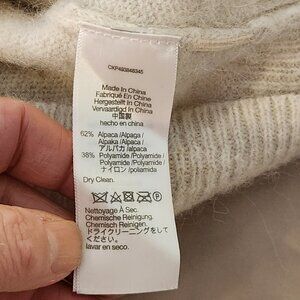 CKP493848345
Made In China
Fabriqué En Chine
Hergestellt In China
Vervaardigd In China
中国製
hecho en china
62% Alpaca /Alpaga /
Alpaka /Alpaca /
アルパカ /alpaca
38% Polyamide /Polyamide /
Polyamid /Polyamide /
ナイロン /poliamida
Dry Clean.
Nettoyage À Sec.
Chemische Reinigung.
Chemisch Reinigen.
ドライクリーニングをして
ください。
lavar en seco.